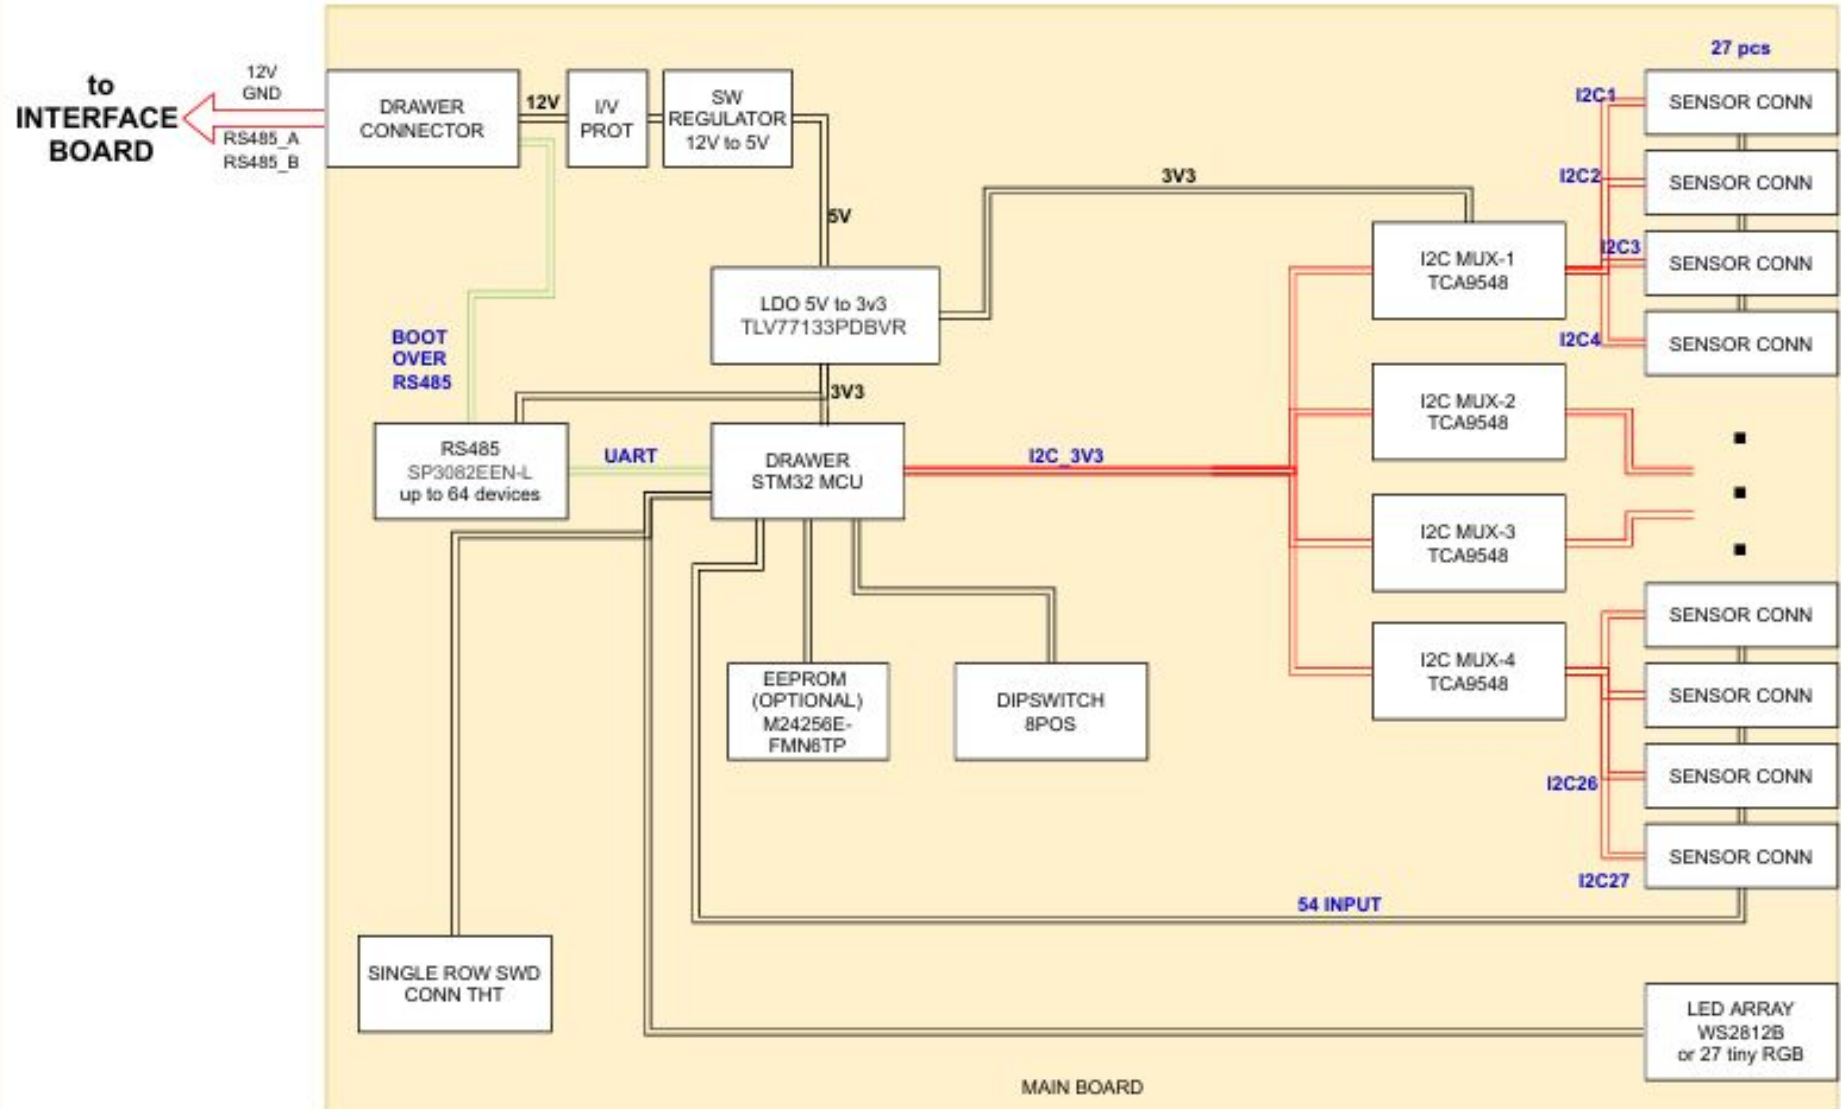 27 pcs
to
INTERFACE
BOARD
12V
GND
RS485_A
RS485_B
DRAWER
CONNECTOR
12V
I/V
PROT
SW
REGULATOR
12V to 5V
5V
3V3
I2C1
SENSOR CONN
I2C2
SENSOR CONN
I2C3
SENSOR CONN
I2C4
SENSOR CONN
I2C MUX-1
TCA9548
LDO 5V to 3v3
TLV77133PDBVR
BOOT
OVER
RS485
3V3
I2C MUX-2
TCA9548
RS485
SP3082EEN-L
up to 64 devices
UART
DRAWER
STM32 MCU
I2C_3V3
I2C MUX-3
TCA9548
I2C MUX-4
TCA9548
SENSOR CONN
SENSOR CONN
I2C26
SENSOR CONN
I2C27
SENSOR CONN
EEPROM
(OPTIONAL)
M24256E-
FMN6TP
DIPSWITCH
8POS
54 INPUT
SINGLE ROW SWD
CONN THT
LED ARRAY
WS2812B
or 27 tiny RGB
MAIN BOARD